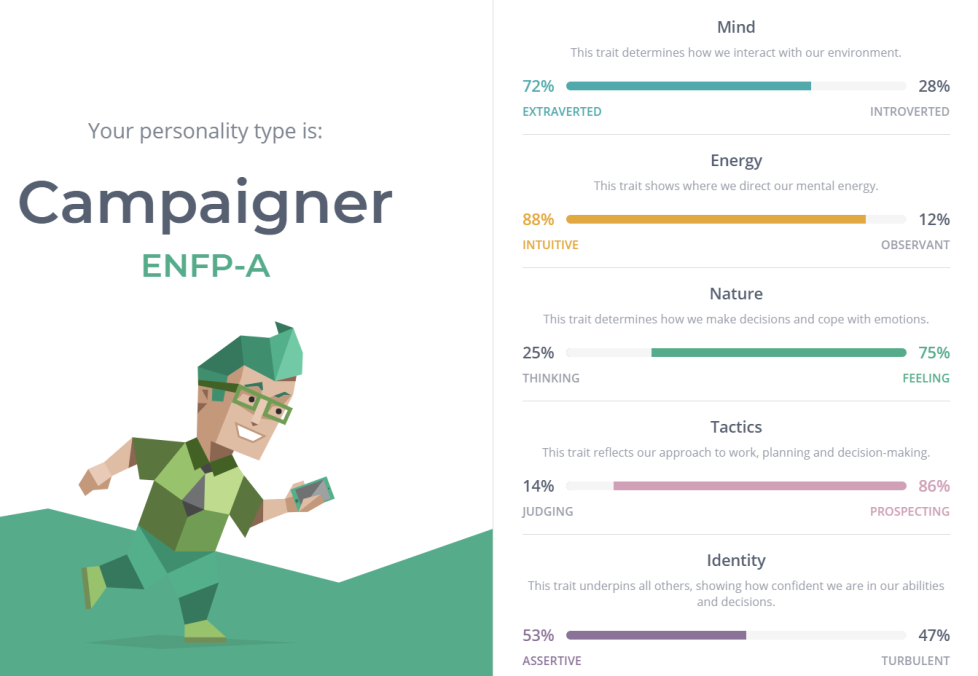 Your personality type is:
Campaigner
ENFP-A
Mind
This trait determines how we interact with our environment.
72% 28%
EXTRAVERTED INTROVERTED
Energy
This trait shows where we direct our mental energy.
88% 12%
INTUITIVE OBSERVANT
Nature
This trait determines how we make decisions and cope with emotions.
25% 75%
THINKING FEELING
Tactics
This trait reflects our approach to work, planning and decision-making.
14% 86%
JUDGING PROSPECTING
Identity
This trait underpins all others, showing how confident we are in our abilities
and decisions.
53% 47%
ASSERTIVE TURBULENT